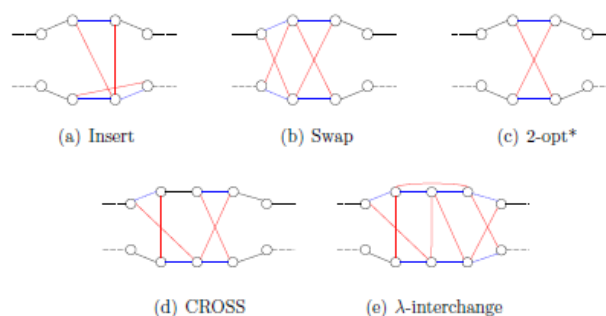 (a) Insert
(b) Swap
(c) 2-opt*
(d) CROSS
(e) λ-interchange